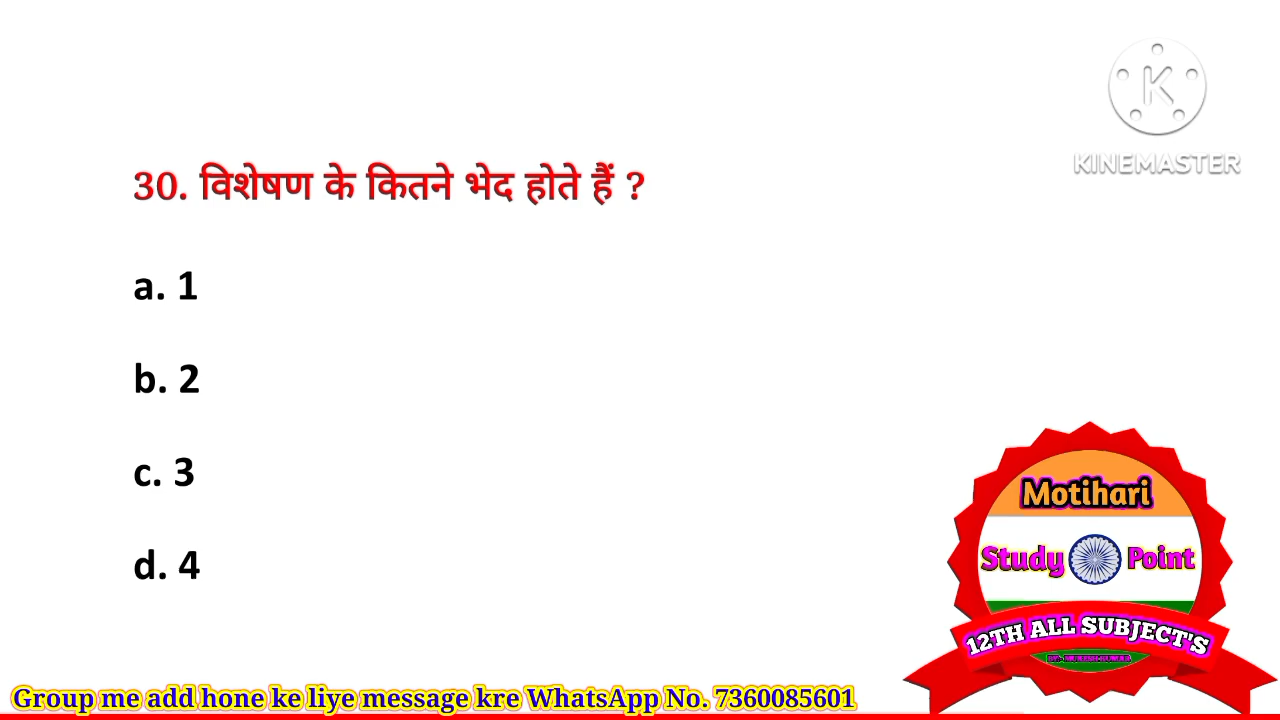 KINEMASTER
30. विशेषण के कितने भेद होते हैं ?
a. 1
b. 2
c. 3
d. 4
Motihari
Study Point
12TH ALL SUBJECT'S
Group me add hone ke liye message kre WhatsApp No. 7360085601